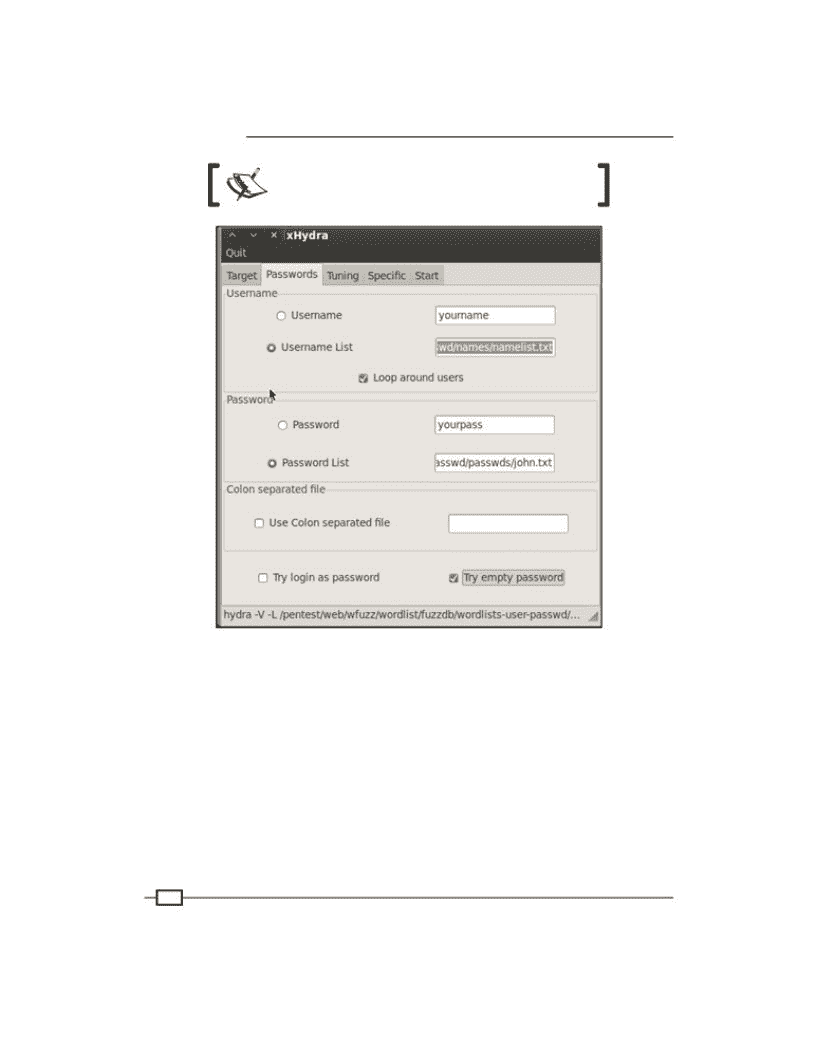 xHydra
Quit
Target Passwords Tuning Specific Start
Username
Username yourname
Username List swd/names/namelist.txt
Loop around users
Password
Password yourpass
Password List asswd/passwds/john.txt
Colon separated file
Use Colon separated file
Try login as password Try empty password
hydra -V -L /pentest/web/wfuzz/wordlist/fuzzdb/wordlists-user-passwd/...